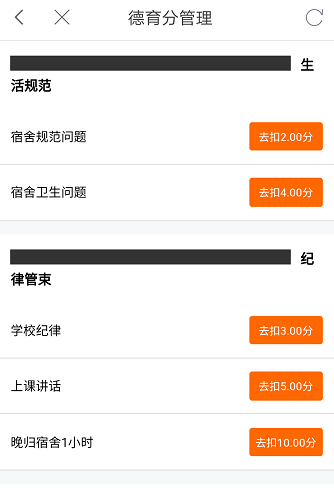 德育分管理
生
活规范
宿舍规范问题
去扣2.00分
宿舍卫生问题
去扣4.00分
纪
律管束
学校纪律
去扣3.00分
上课讲话
去扣5.00分
晚归宿舍1小时
去扣10.00分